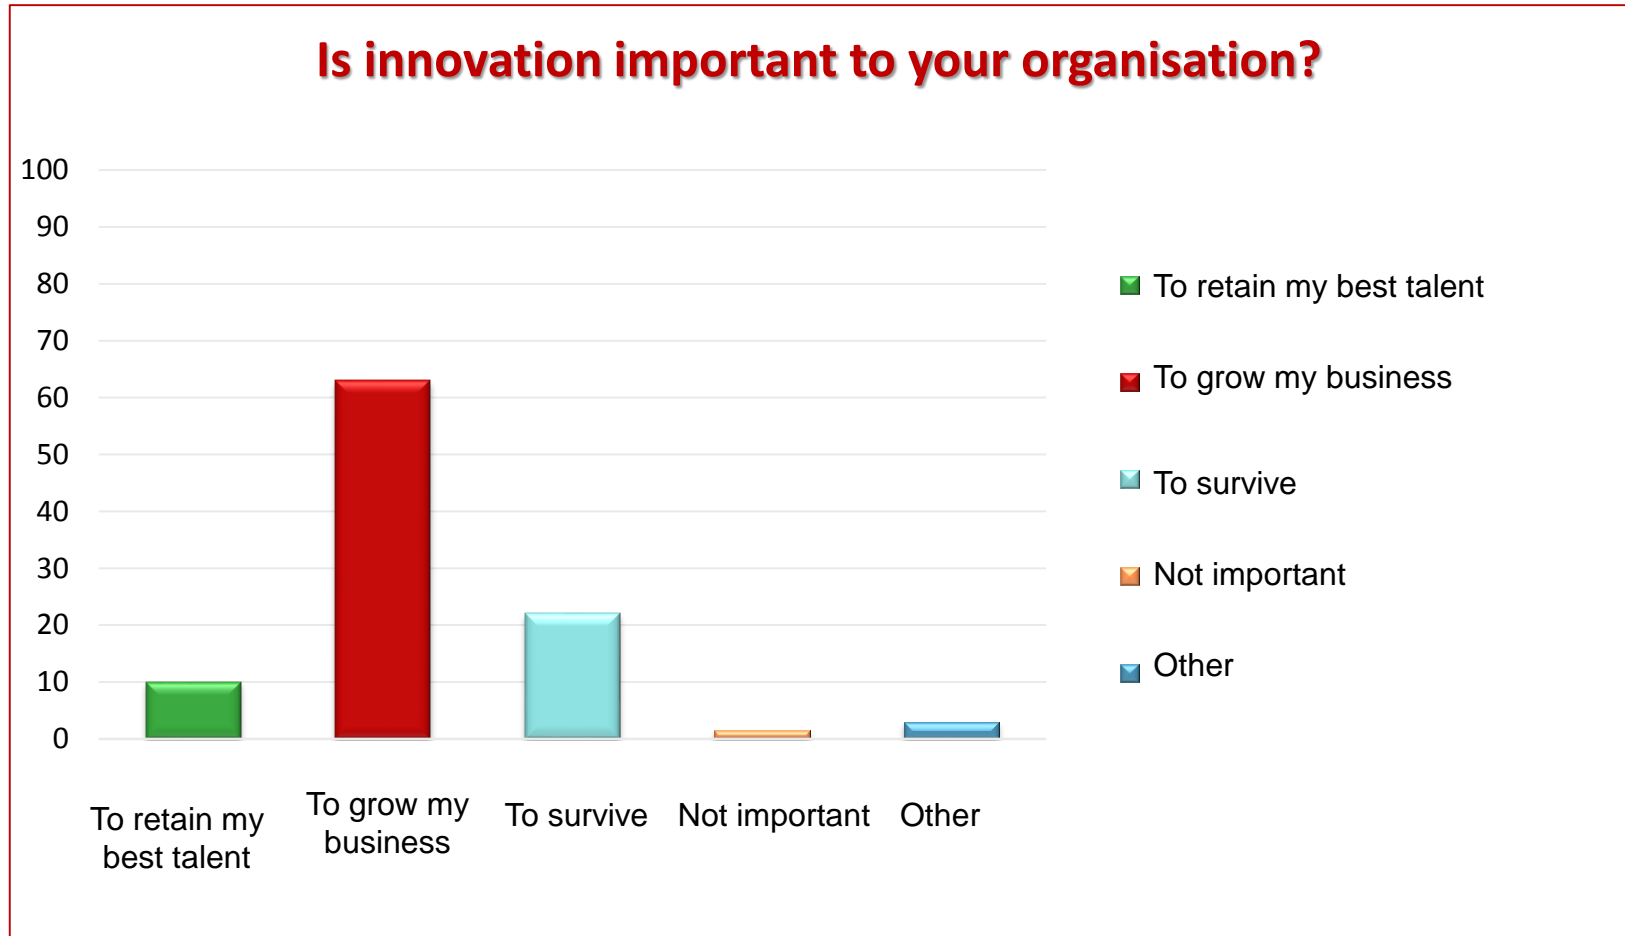 Is innovation important to your organisation?
100
90
80
70
60
50
40
30
20
10
0
To retain my
best talent
To grow my
business
To survive
Not important
Other
To retain my best talent
To grow my business
To survive
Not important
Other